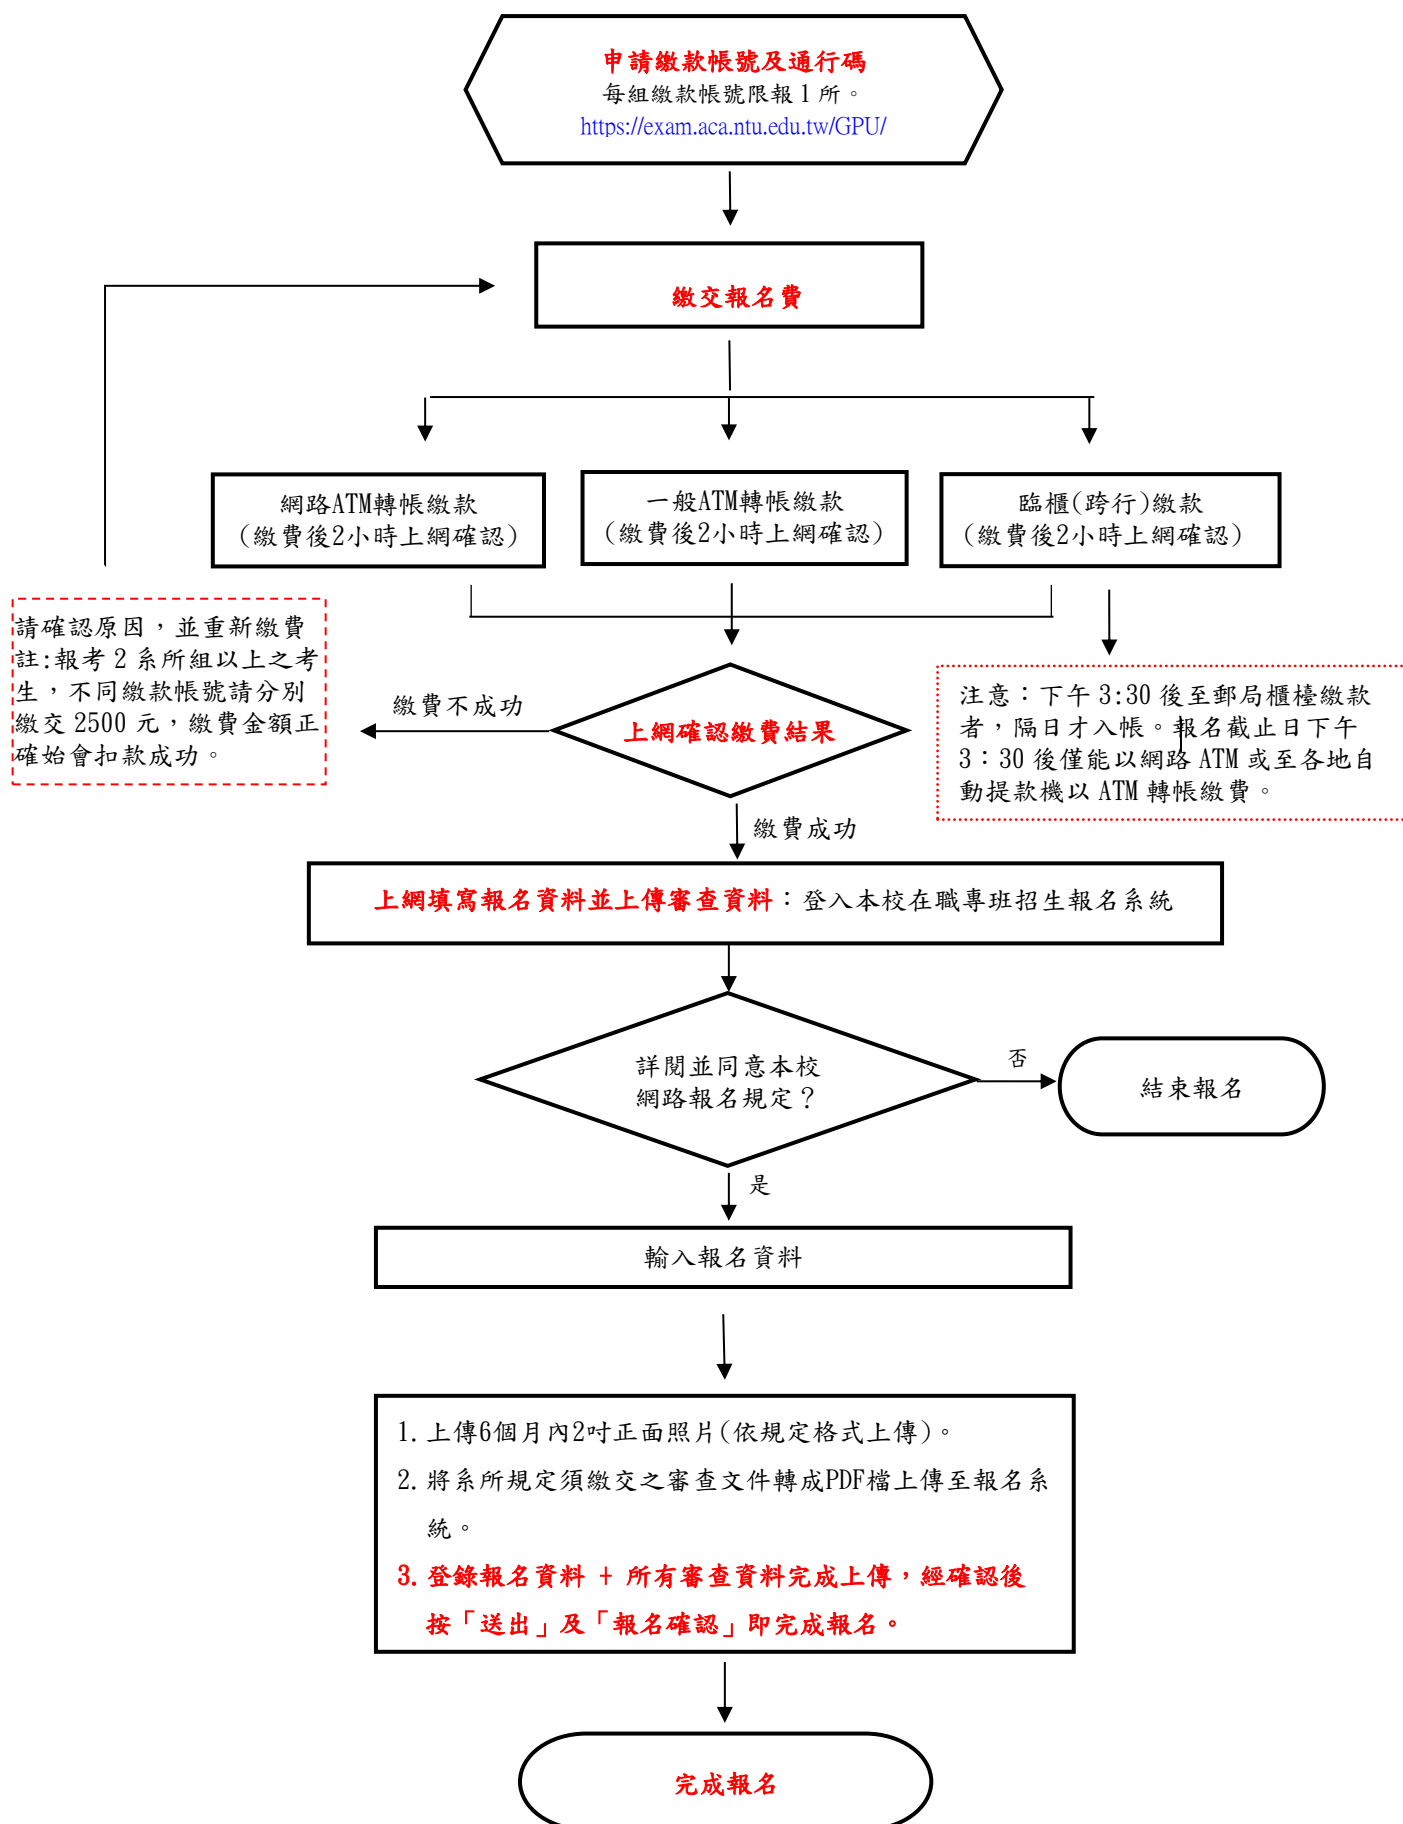 申請繳款帳號及通行碼
每組繳款帳號限報 1 所。
https://exam.aca.ntu.edu.tw/GPU/
繳交報名費
網路ATM轉帳繳款
(繳費後2小時上網確認)
一般ATM轉帳繳款
(繳費後2小時上網確認)
臨櫃(跨行)繳款
(繳費後2小時上網確認)
請確認原因，並重新繳費
註:報考 2 系所組以上之考
生，不同繳款帳號請分別
繳交 2500 元，繳費金額正
確始會扣款成功。
繳費不成功
上網確認繳費結果
注意：下午 3:30 後至郵局櫃檯繳款
者，隔日才入帳。報名截止日下午
3：30 後僅能以網路 ATM 或至各地自
動提款機以 ATM 轉帳繳費。
繳費成功
上網填寫報名資料並上傳審查資料：登入本校在職專班招生報名系統
詳閱並同意本校
網路報名規定？
否
結束報名
是
輸入報名資料
1. 上傳6個月內2吋正面照片(依規定格式上傳)。
2. 將系所規定須繳交之審查文件轉成PDF檔上傳至報名系
統。
3. 登錄報名資料 + 所有審查資料完成上傳，經確認後
按「送出」及「報名確認」即完成報名。
完成報名